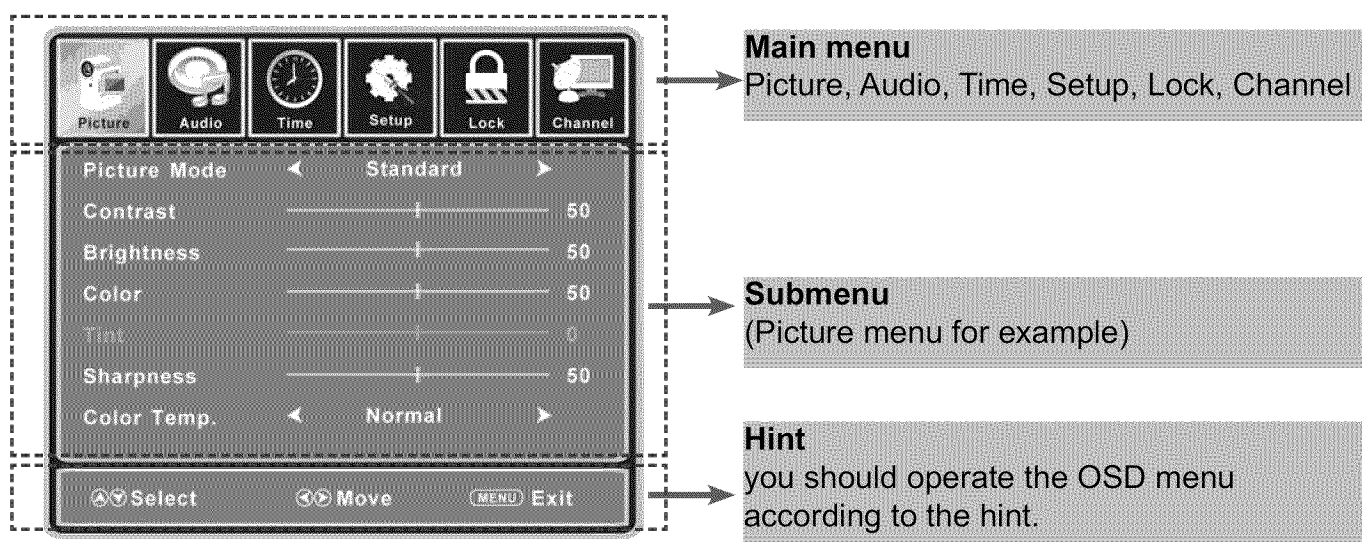 Picture Audio Time Setup Lock Channel
Picture Mode Standard
Contrast 50
Brightness 50
Color 50
Tint 0
Sharpness 50
Color Temp. Normal
Select Move MENU Exit
Main menu
Picture, Audio, Time, Setup, Lock, Channel
Submenu
(Picture menu for example)
Hint
you should operate the OSD menu
according to the hint.